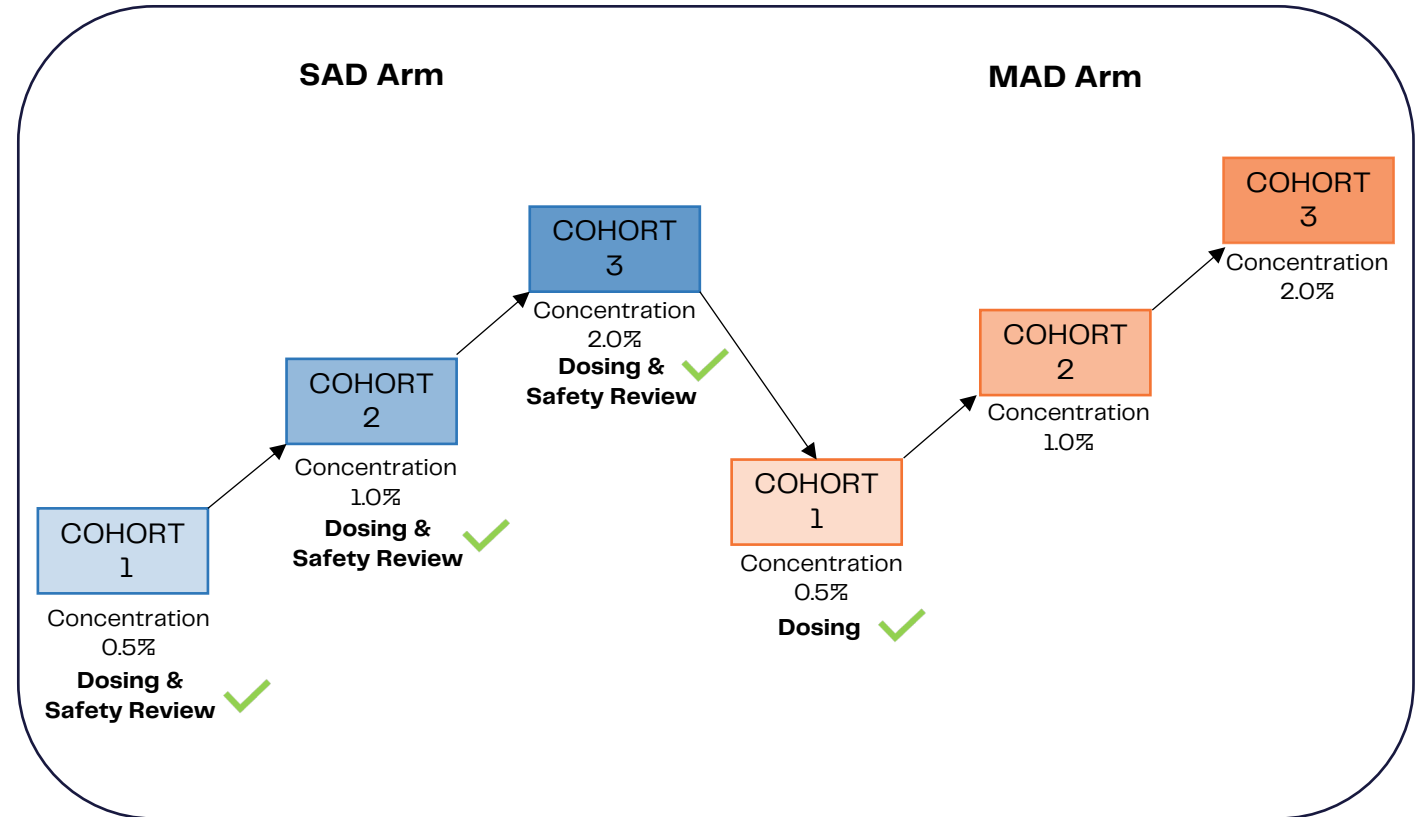 SAD Arm
MAD Arm
COHORT
1
Concentration
0.5%
Dosing &
Safety Review
COHORT
2
Concentration
1.0%
Dosing &
Safety Review
COHORT
3
Concentration
2.0%
Dosing &
Safety Review
COHORT
1
Concentration
0.5%
Dosing
COHORT
2
Concentration
1.0%
COHORT
3
Concentration
2.0%